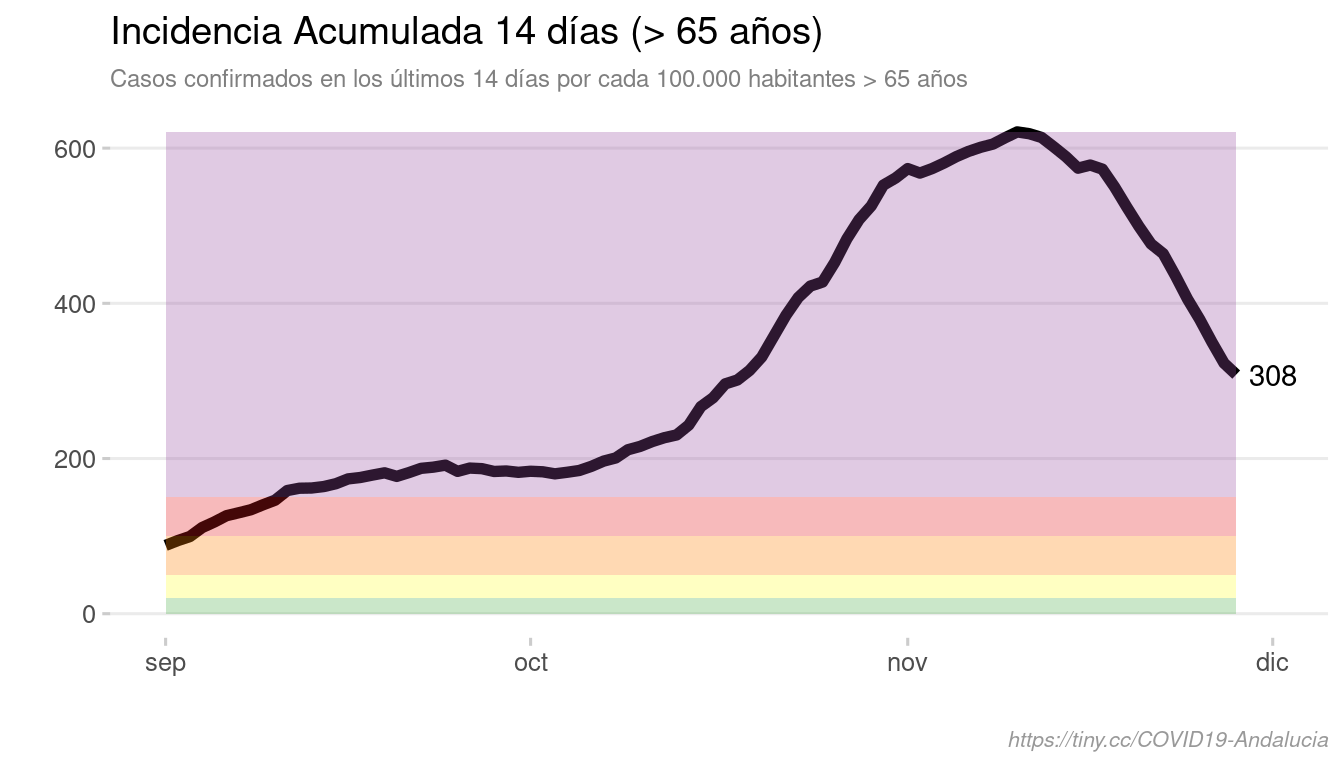 Incidencia Acumulada 14 días (> 65 años)
Casos confirmados en los últimos 14 días por cada 100.000 habitantes > 65 años
600
400
308
200
0
sep oct nov dic
https://tiny.cc/COVID19-Andalucia